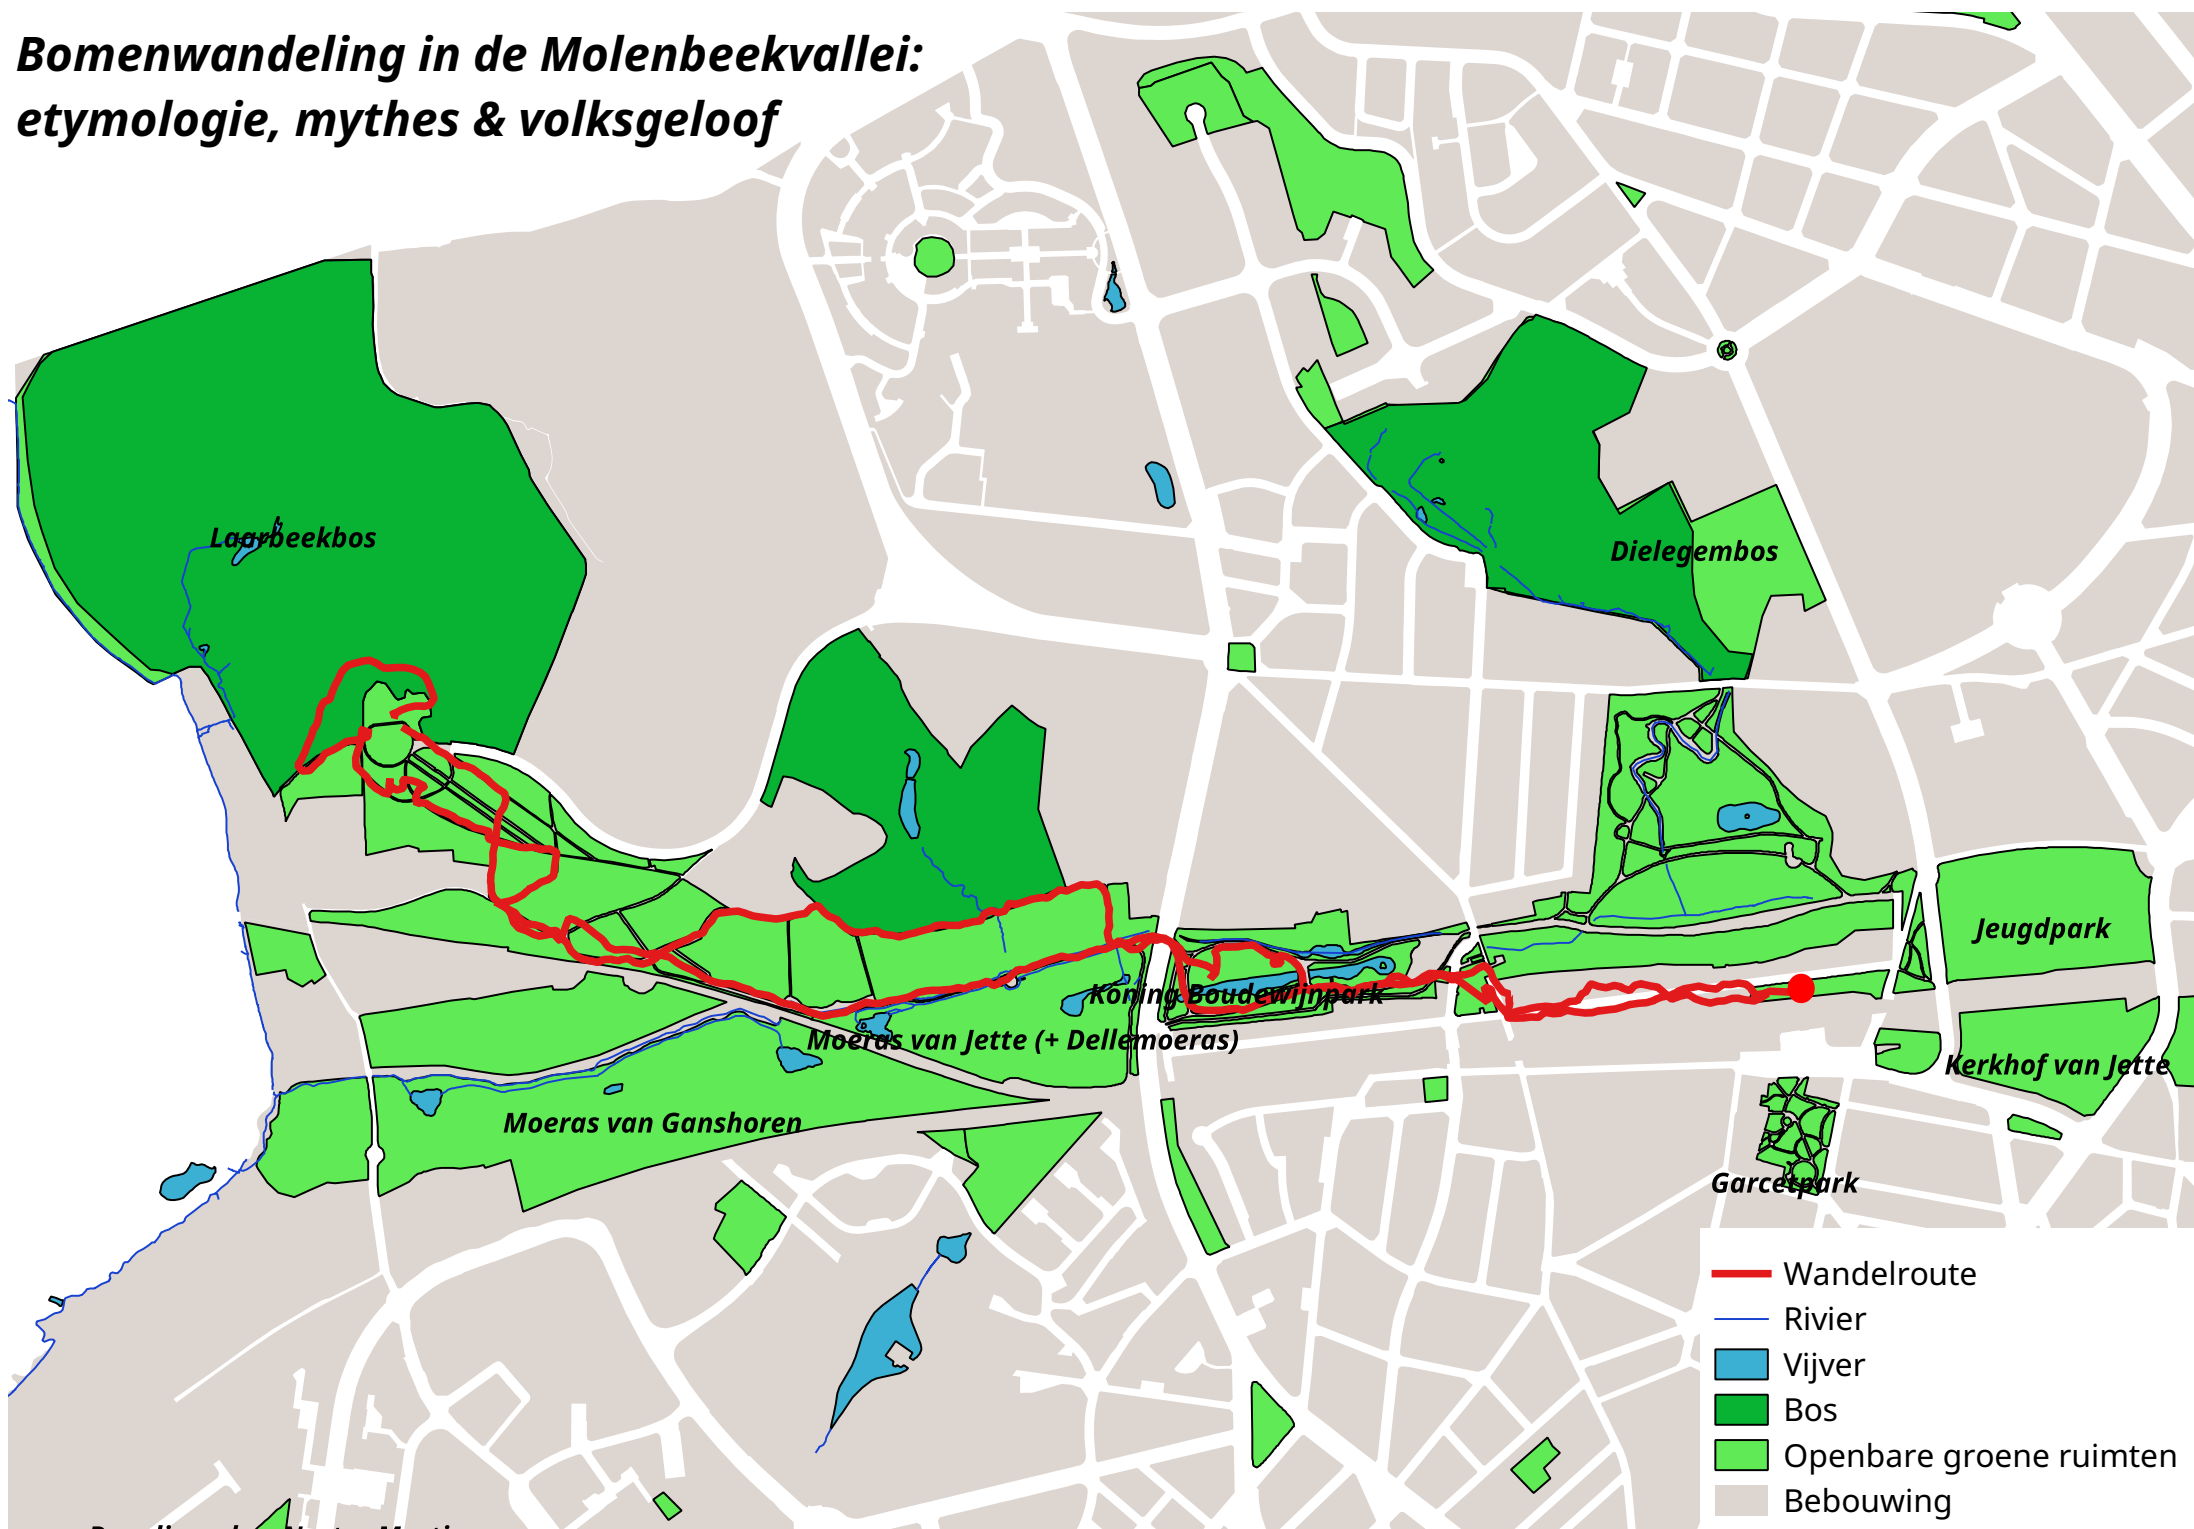 Bomenwandeling in de Molenbeekvallei:
etymologie, mythes & volksgeloof
Laarbeekbos
Dielegembos
Jeugdpark
Koning Boudewijnpark
Moeras van Jette (+ Dellemoeras)
Kerkhof van Jette
Moeras van Ganshoren
Garcetpark
Wandelroute
Rivier
Vijver
Bos
Openbare groene ruimten
Bebouwing